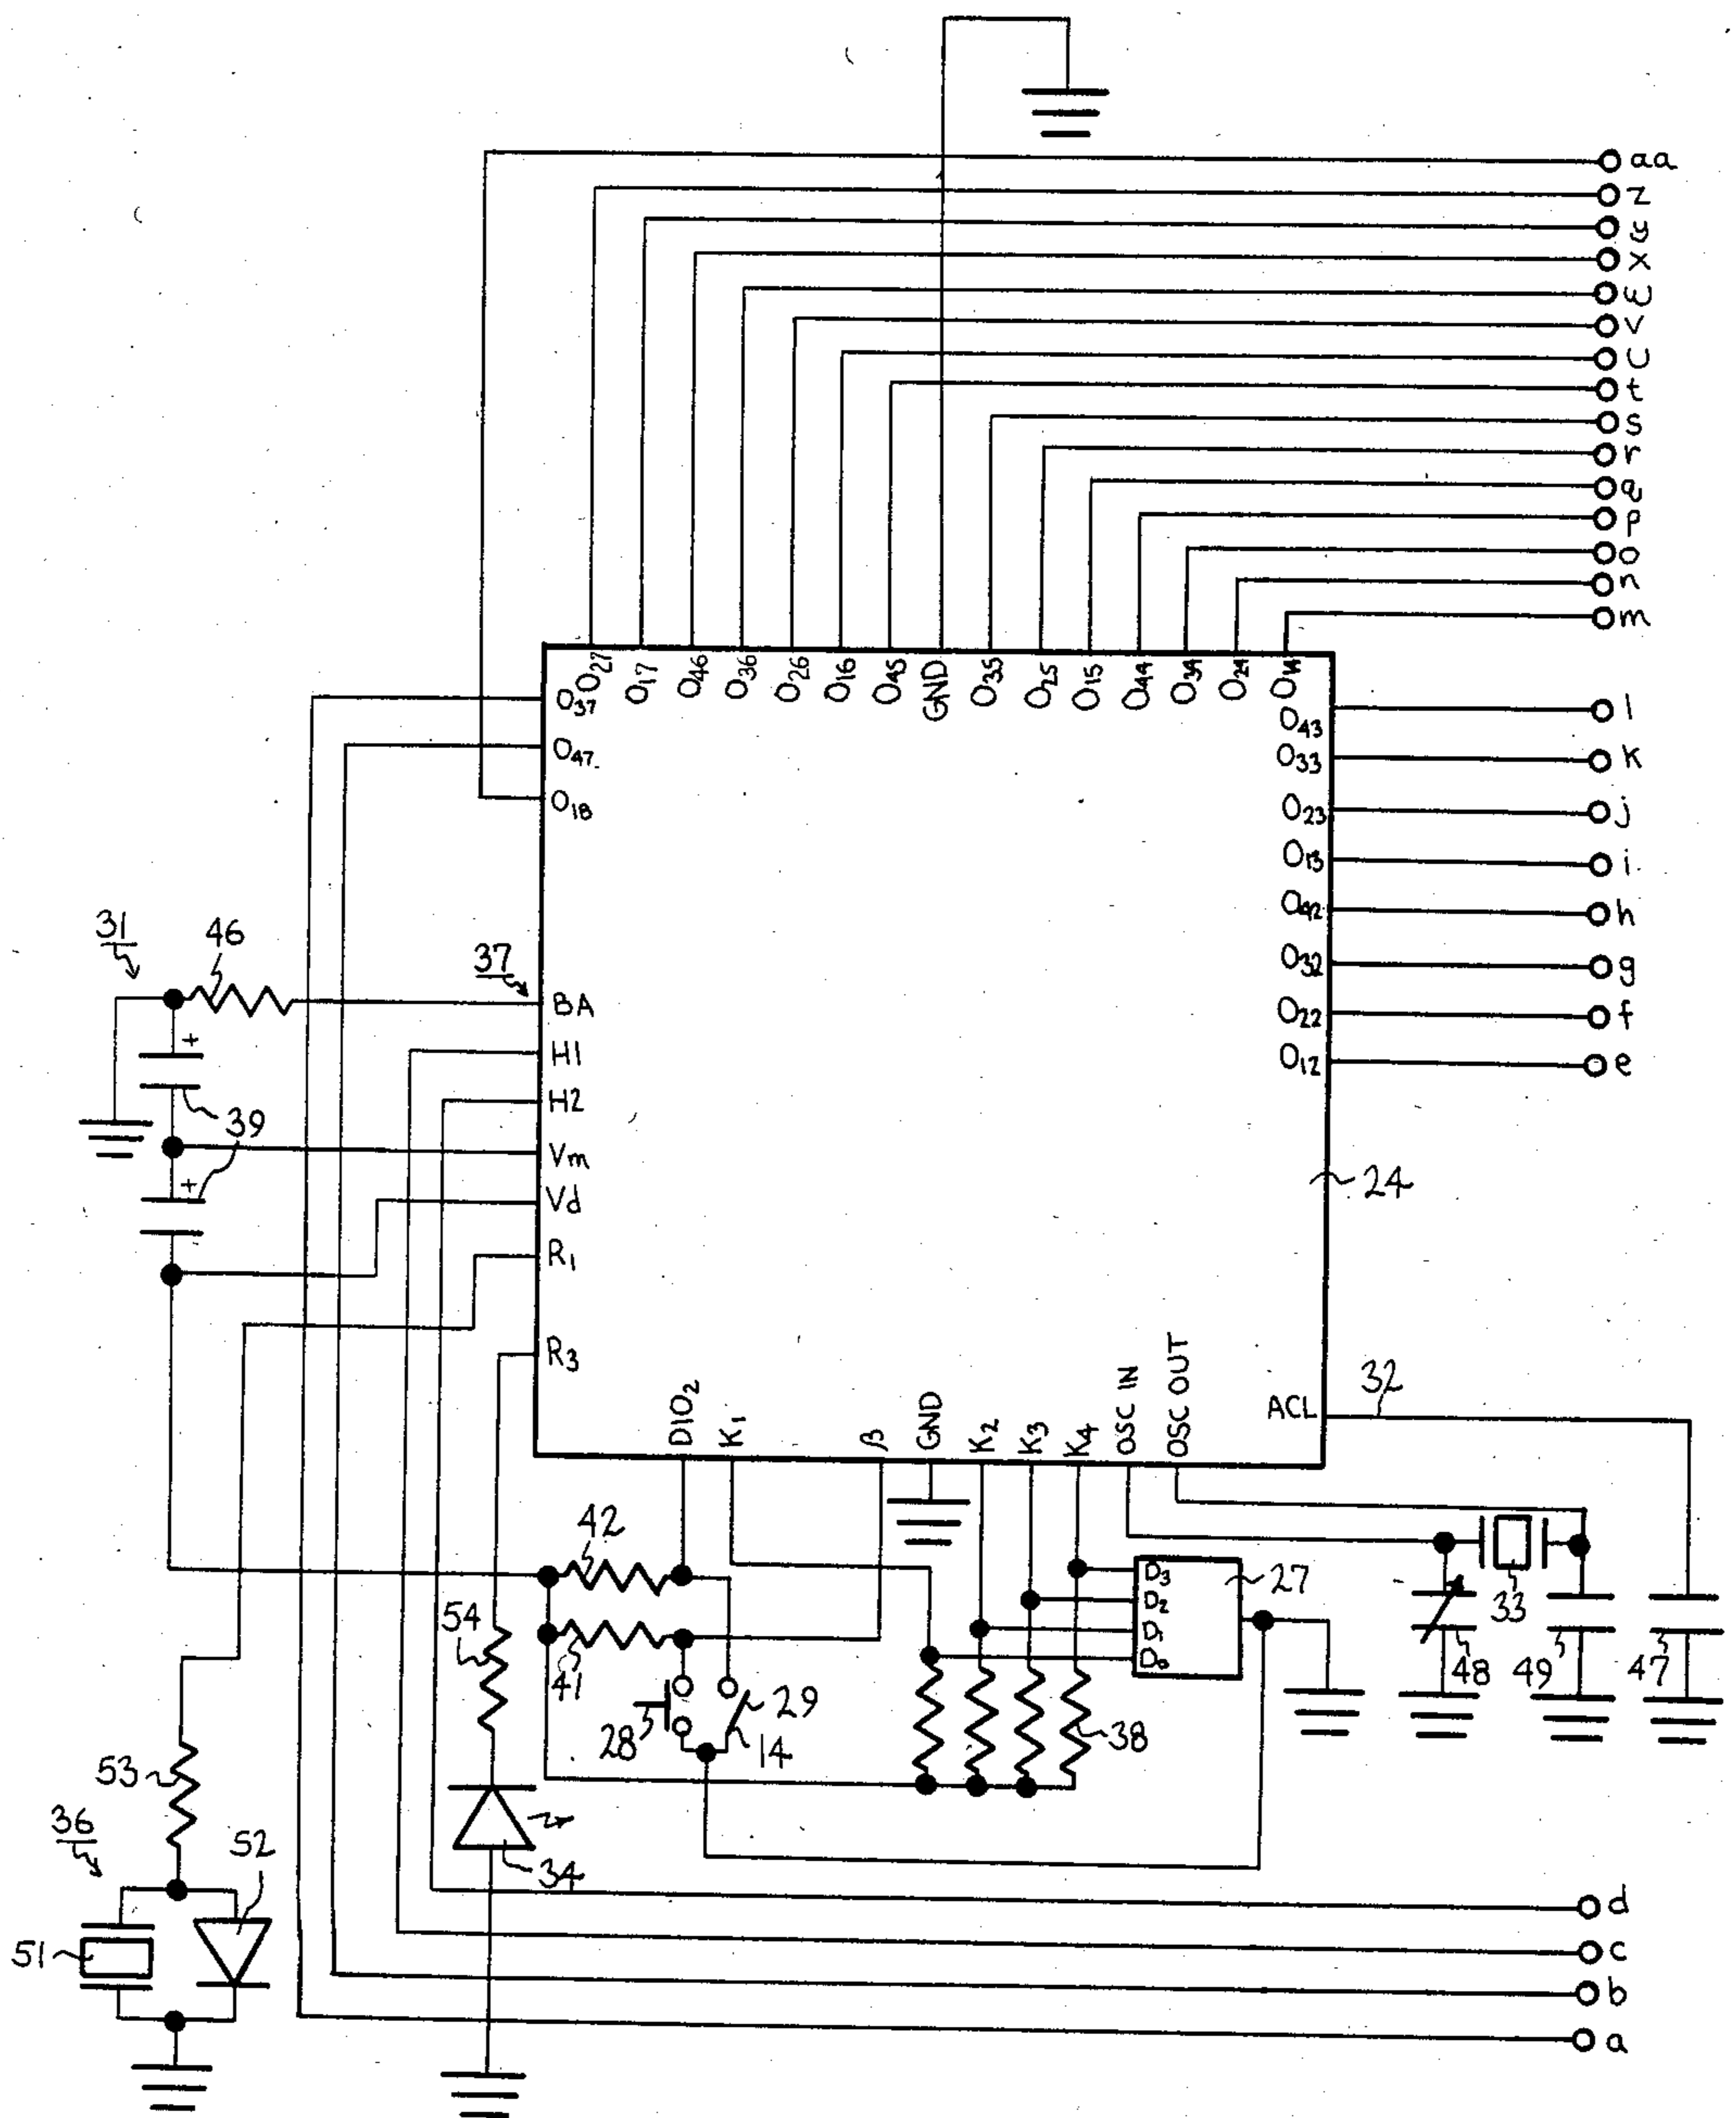 aa
z
y
x
w
v
u
t
s
r
q
p
o
n
m
O27 O17 O46 O36 O26 O16 O45 GND O35 O25 O15 O44 O34 O24 O14
O37
O47
O18
O43 l
O33 k
O23 j
O13 i
O42 h
O32 g
O22 f
O12 e
31 46 37
BA
+
H1
H2
39
Vm
+
Vd
24
R1
R3
DIO2 K1 β GND K2 K3 K4 OSC IN OSC OUT
ACL 32
42
54
D3 27
D2
D1
D0
33
41 48 49 47
29
28 14 38
53
36 52
34
51
d
c
b
a